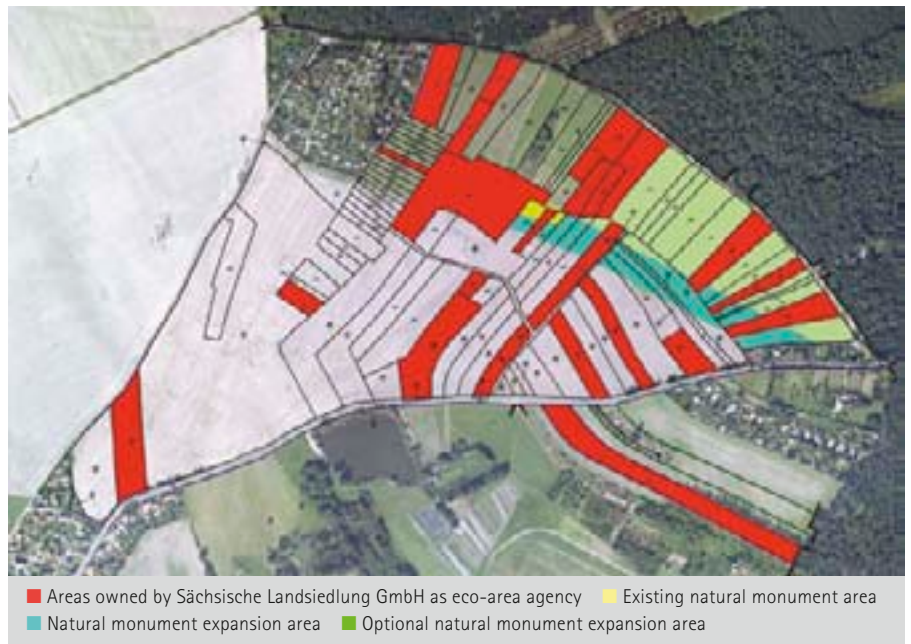 Areas owned by Sächsische Landsiedlung GmbH as eco-area agency Existing natural monument area
Natural monument expansion area Optional natural monument expansion area